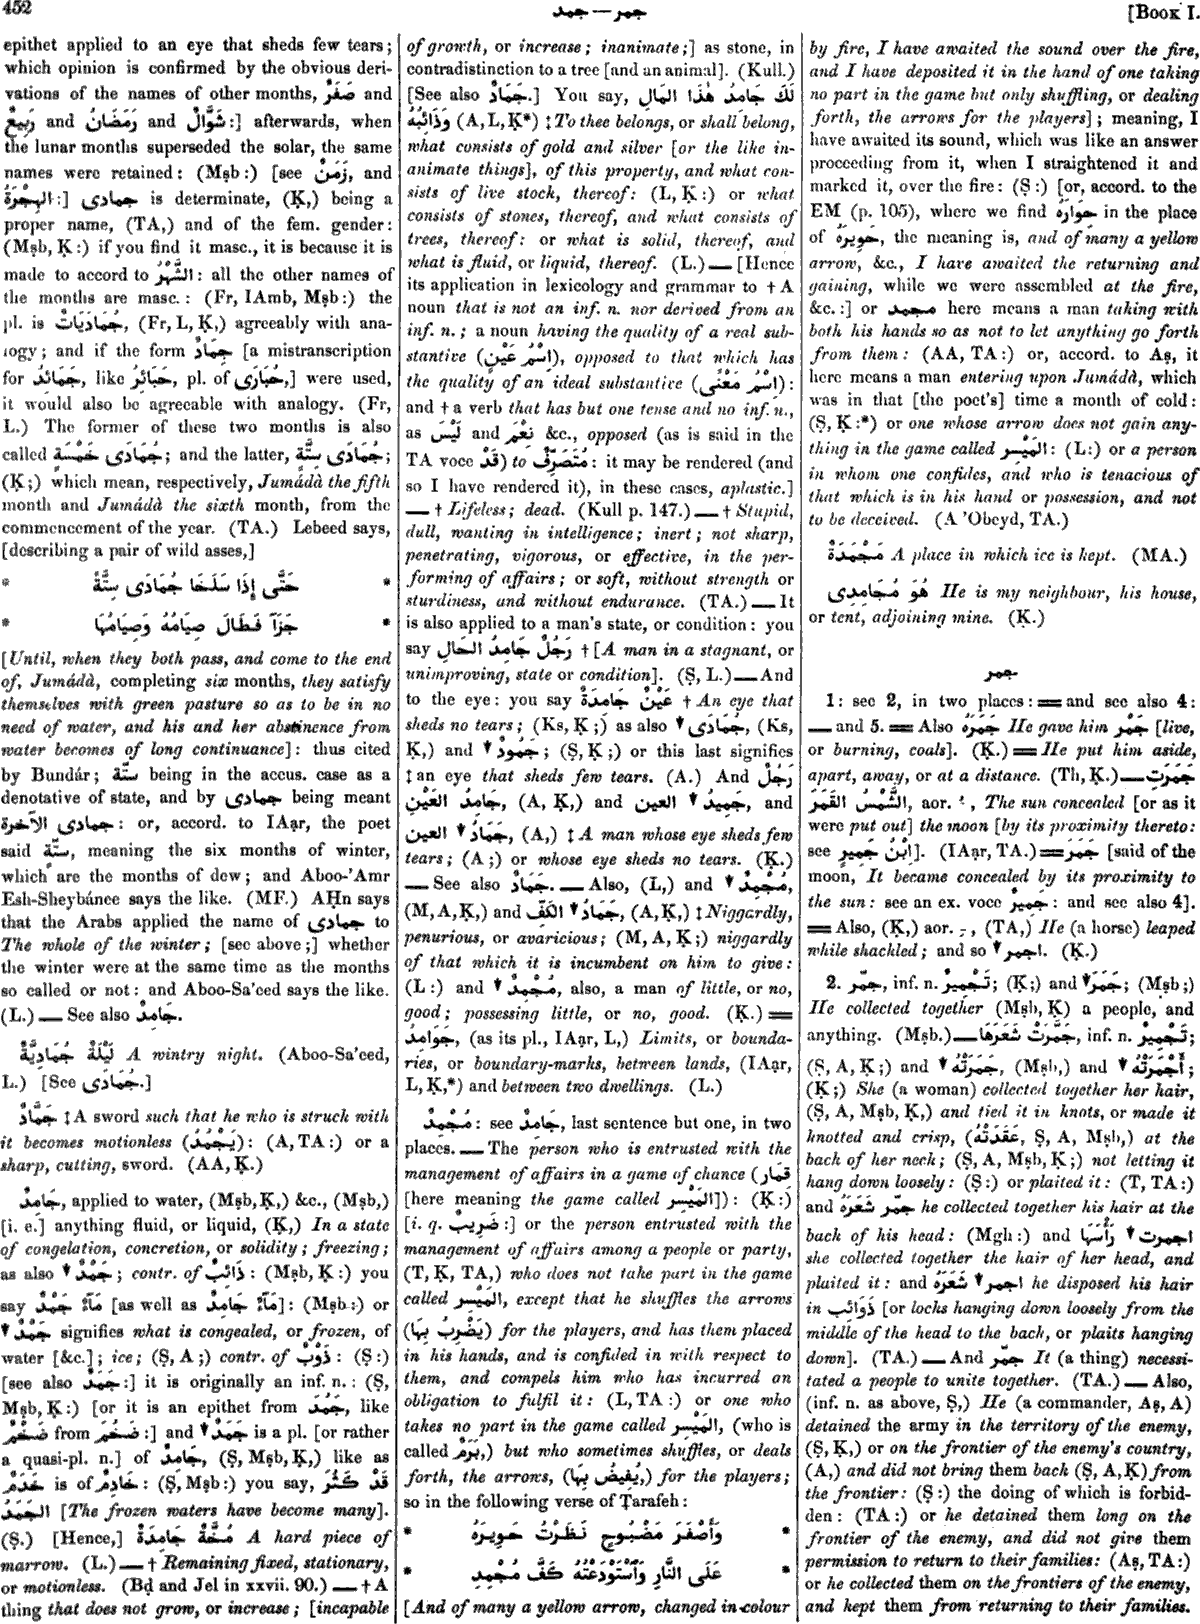 452
جمد — جمر
[BOOK I.
epithet applied to an eye that sheds few tears;
which opinion is confirmed by the obvious deri-
vations of the names of other months, صَفَرٌ and
رَبِيعٌ and رَمَضَانُ and شَوَّالٌ:] afterwards, when
the lunar months superseded the solar, the same
names were retained: (Mṣb:) [see زَمَنٌ, and
الهِجْرَةُ:] جمادى is determinate, (Ḳ,) being a
proper name, (TA,) and of the fem. gender:
(Mṣb, Ḳ:) if you find it masc., it is because it is
made to accord to الشَّهْرُ: all the other names of
the months are masc.: (Fr, IAmb, Mṣb:) the
pl. is جُمَادَيَاتٌ, (Fr, L, Ḳ,) agreeably with ana-
logy; and if the form جِمَادٌ [a mistranscription
for جَمَائِدُ, like حَبَائِرُ, pl. of حُبَارَى,] were used,
it would also be agreeable with analogy. (Fr,
L.) The former of these two months is also
called جُمَادَى خَمْسَةٍ; and the latter, جُمَادَى سِتَّةٍ;
(Ḳ;) which mean, respectively, Jumádà the fifth
month and Jumádà the sixth month, from the
commencement of the year. (TA.) Lebeed says,
[describing a pair of wild asses,]
* حَتَّى إِذَا سَلَخَا جُمَادَى سِتَّةً *
* جَزَآ فَطَالَ صِيَامُهُ وَصِيَامُهَا *
[Until, when they both pass, and come to the end
of, Jumádà, completing six months, they satisfy
themselves with green pasture so as to be in no
need of water, and his and her abstinence from
water becomes of long continuance]: thus cited
by Bundár; ستّة being in the accus. case as a
denotative of state, and by جمادى being meant
جمادى الآخرة: or, accord. to IAạr, the poet
said ستّةٍ, meaning the six months of winter,
which are the months of dew; and Aboo-'Amr
Esh-Sheybánee says the like. (MF.) AḤn says
that the Arabs applied the name of جمادى to
The whole of the winter; [see above;] whether
the winter were at the same time as the months
so called or not: and Aboo-Sa'eed says the like.
(L.) — See also جَامِدٌ.
لَيْلَةٌ جُمَادِيَّةٌ A wintry night. (Aboo-Sa'eed,
L.) [See جُمَادَى.]
جَمَّادٌ ‡ A sword such that he who is struck with
it becomes motionless (يَجْمُدُ): (A, TA:) or a
sharp, cutting, sword. (AA, Ḳ.)
جَامِدٌ, applied to water, (Mṣb, Ḳ,) &c., (Mṣb,)
[i. e.] anything fluid, or liquid, (Ḳ,) In a state
of congelation, concretion, or solidity; freezing;
as also ▼ جَمْدٌ; contr. of ذَائِبٌ: (Mṣb, Ḳ:) you
say مَآءٌ جَمْدٌ [as well as مَآءٌ جَامِدٌ]: (Mṣb:) or
▼ جَمْدٌ signifies what is congealed, or frozen, of
water [&c.]; ice; (Ṣ, A;) contr. of ذَوْبٌ: (Ṣ:)
[see also جَمَدٌ:] it is originally an inf. n.: (Ṣ,
Mṣb, Ḳ:) [or it is an epithet from جَمُدَ, like
ضَخْمٌ from ضَخُمَ:] and ▼ جَمَدٌ is a pl. [or rather
a quasi-pl. n.] of جَامِدٌ, (Ṣ, Mṣb, Ḳ,) like as
خَدَمٌ is of خَادِمٌ: (Ṣ, Mṣb:) you say, قَدْ كَثُرَ
الجَمَدُ [The frozen waters have become many].
(Ṣ.) [Hence,] مُخَّةٌ جَامِدَةٌ A hard piece of
marrow. (L.) — † Remaining fixed, stationary,
or motionless. (Bḍ and Jel in xxvii. 90.) — † A
thing that does not grow, or increase; [incapable
of growth, or increase; inanimate;] as stone, in
contradistinction to a tree [and an animal]. (Kull.)
[See also جَمَادٌ.] You say, لَكَ جَامِدُ هٰذَا المَالِ
وَذَائِبُهُ (A, L, Ḳ*) ‡ To thee belongs, or shall belong,
what consists of gold and silver [or the like in-
animate things], of this property, and what con-
sists of live stock, thereof: (L, Ḳ:) or what
consists of stones, thereof, and what consists of
trees, thereof: or what is solid, thereof, and
what is fluid, or liquid, thereof. (L.) — [Hence
its application in lexicology and grammar to † A
noun that is not an inf. n. nor derived from an
inf. n.; a noun having the quality of a real sub-
stantive (اِسْمُ عَيْنٍ), opposed to that which has
the quality of an ideal substantive (اِسْمُ مَعْنًى):
and † a verb that has but one tense and no inf. n.,
as لَيْسَ and نِعْمَ &c., opposed (as is said in the
TA voce قَدْ) to مُتَصَرِّفٌ: it may be rendered (and
so I have rendered it), in these cases, aplastic.]
— † Lifeless; dead. (Kull p. 147.) — † Stupid,
dull, wanting in intelligence; inert; not sharp,
penetrating, vigorous, or effective, in the per-
forming of affairs; or soft, without strength or
sturdiness, and without endurance. (TA.) — It
is also applied to a man's state, or condition: you
say رَجُلٌ جَامِدُ الحَالِ † [A man in a stagnant, or
unimproving, state or condition]. (Ṣ, L.) — And
to the eye: you say عَيْنٌ جَامِدَةٌ † An eye that
sheds no tears; (Ks, Ḳ;) as also ▼ جُمَادَى, (Ks,
Ḳ,) and ▼ جَمُودٌ; (Ṣ, Ḳ;) or this last signifies
‡ an eye that sheds few tears. (A.) And رَجُلٌ
جَامِدُ العَيْنِ, (A, Ḳ,) and ▼ جَمِيدُ العين, and
▼ جَمَادُ العين, (A,) ‡ A man whose eye sheds few
tears; (A;) or whose eye sheds no tears. (Ḳ.)
— See also جَمَادٌ. — Also, (L,) and ▼ مُجْمِدٌ,
(M, A, Ḳ,) and ▼ جَمَادُ الكَفِّ, (A, Ḳ,) ‡ Niggardly,
penurious, or avaricious; (M, A, Ḳ;) niggardly
of that which it is incumbent on him to give:
(L:) and ▼ مُجْمِدٌ, also, a man of little, or no,
good; possessing little, or no, good. (Ḳ.) ═
جَوَامِدُ, (as its pl., IAạr, L,) Limits, or bounda-
ries, or boundary-marks, between lands, (IAạr,
L, Ḳ,*) and between two dwellings. (L.)
مُجْمِدٌ: see جَامِدٌ, last sentence but one, in two
places. — The person who is entrusted with the
management of affairs in a game of chance (قِمَار
[here meaning the game called المَيْسِر]): (Ḳ:)
[i. q. ضَرِيبٌ:] or the person entrusted with the
management of affairs among a people or party,
(T, Ḳ, TA,) who does not take part in the game
called المَيْسِر, except that he shuffles the arrows
(يَضْرِبُ بِهَا) for the players, and has them placed
in his hands, and is confided in with respect to
them, and compels him who has incurred an
obligation to fulfil it: (L, TA:) or one who
takes no part in the game called المَيْسِر, (who is
called بَرَمٌ,) but who sometimes shuffles, or deals
forth, the arrows, (يُفِيضُ بِهَا,) for the players;
so in the following verse of Ṭarafeh:
* وَأَصْفَرَ مَضْبُوحٍ نَظَرْتُ حَوِيرَهُ *
* عَلَى النَّارِ وَٱسْتَوْدَعْتُهُ كَفَّ مُجْمِدِ *
[And of many a yellow arrow, changed in colour
by fire, I have awaited the sound over the fire,
and I have deposited it in the hand of one taking
no part in the game but only shuffling, or dealing
forth, the arrows for the players]; meaning, I
have awaited its sound, which was like an answer
proceeding from it, when I straightened it and
marked it, over the fire: (Ṣ:) [or, accord. to the
EM (p. 105), where we find حِوَارَهُ in the place
of حَوِيرَهُ, the meaning is, and of many a yellow
arrow, &c., I have awaited the returning and
gaining, while we were assembled at the fire,
&c.:] or مجمد here means a man taking with
both his hands so as not to let anything go forth
from them: (AA, TA:) or, accord. to Aṣ, it
here means a man entering upon Jumádà, which
was in that [the poet's] time a month of cold:
(Ṣ, Ḳ:*) or one whose arrow does not gain any-
thing in the game called المَيْسِر: (L:) or a person
in whom one confides, and who is tenacious of
that which is in his hand or possession, and not
to be deceived. (A 'Obeyd, TA.)
مَجْمَدَةٌ A place in which ice is kept. (MA.)
هُوَ مُجَامِدِى He is my neighbour, his house,
or tent, adjoining mine. (Ḳ.)
جمر
1: see 2, in two places: ═ and see also 4:
— and 5. ═ Also جَمَرَهُ He gave him جَمْر [live,
or burning, coals]. (Ḳ.) ═ He put him aside,
apart, away, or at a distance. (Th, Ḳ.) — جَمَرَتِ
الشَّمْسُ القَمَرَ, aor. ُ, The sun concealed [or as it
were put out] the moon [by its proximity thereto:
see اِبْنُ جَمِيرٍ]. (IAạr, TA.) ═ جَمَرَ [said of the
moon, It became concealed by its proximity to
the sun: see an ex. voce جَمِيرٌ: and see also 4].
═ Also, (Ḳ,) aor. ِ, (TA,) He (a horse) leaped
while shackled; and so ▼ اجمر. (Ḳ.)
2. جمّر, inf. n. تَجْمِيرٌ; (Ḳ;) and ▼ جَمَرَ; (Mṣb;)
He collected together (Mṣb, Ḳ) a people, and
anything. (Mṣb.) — جَمَّرَتْ شَعَرَهَا, inf. n. تَجْمِيرٌ;
(Ṣ, A, Ḳ;) and ▼ جَمَرَتْهُ, (Mṣb,) and ▼ أَجْمَرَتْهُ;
(Ḳ;) She (a woman) collected together her hair,
(Ṣ, A, Mṣb, Ḳ,) and tied it in knots, or made it
knotted and crisp, (عَقَدَتْهُ, Ṣ, A, Mṣb,) at the
back of her neck; (Ṣ, A, Mṣb, Ḳ;) not letting it
hang down loosely: (Ṣ:) or plaited it: (T, TA:)
and جمّر شَعَرَهُ he collected together his hair at the
back of his head: (Mgh:) and ▼ اجمرت رَأْسَهَا
she collected together the hair of her head, and
plaited it: and ▼ اجمر شَعَرَهُ he disposed his hair
in ذَوَائِب [or locks hanging down loosely from the
middle of the head to the back, or plaits hanging
down]. (TA.) — And جمّر It (a thing) necessi-
tated a people to unite together. (TA.) — Also,
(inf. n. as above, Ṣ,) He (a commander, Aṣ, A)
detained the army in the territory of the enemy,
(Ṣ, Ḳ,) or on the frontier of the enemy's country,
(A,) and did not bring them back (Ṣ, A, Ḳ) from
the frontier: (Ṣ:) the doing of which is forbid-
den: (TA:) or he detained them long on the
frontier of the enemy, and did not give them
permission to return to their families: (Aṣ, TA:)
or he collected them on the frontiers of the enemy,
and kept them from returning to their families.